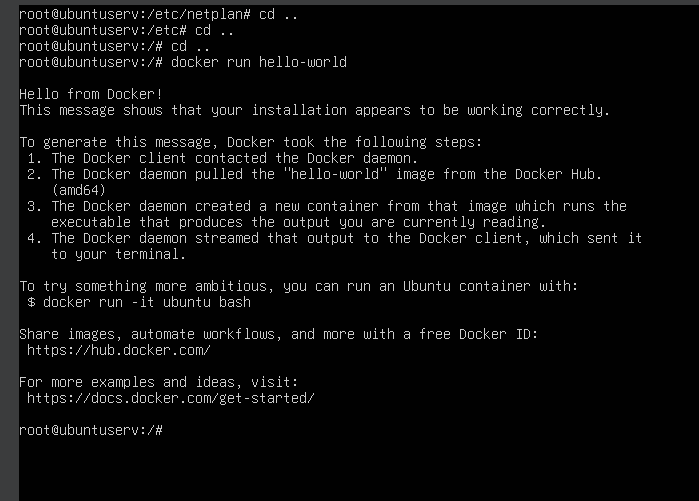 root@ubuntuserv:/etc/netplan# cd ..
root@ubuntuserv:/etc# cd ..
root@ubuntuserv:/# cd ..
root@ubuntuserv:/# docker run hello-world
Hello from Docker!
This message shows that your installation appears to be working correctly.
To generate this message, Docker took the following steps:
1. The Docker client contacted the Docker daemon.
2. The Docker daemon pulled the "hello-world" image from the Docker Hub.
(amd64)
3. The Docker daemon created a new container from that image which runs the
executable that produces the output you are currently reading.
4. The Docker daemon streamed that output to the Docker client, which sent it
to your terminal.
To try something more ambitious, you can run an Ubuntu container with:
$ docker run -it ubuntu bash
Share images, automate workflows, and more with a free Docker ID:
https://hub.docker.com/
For more examples and ideas, visit:
https://docs.docker.com/get-started/
root@ubuntuserv:/#